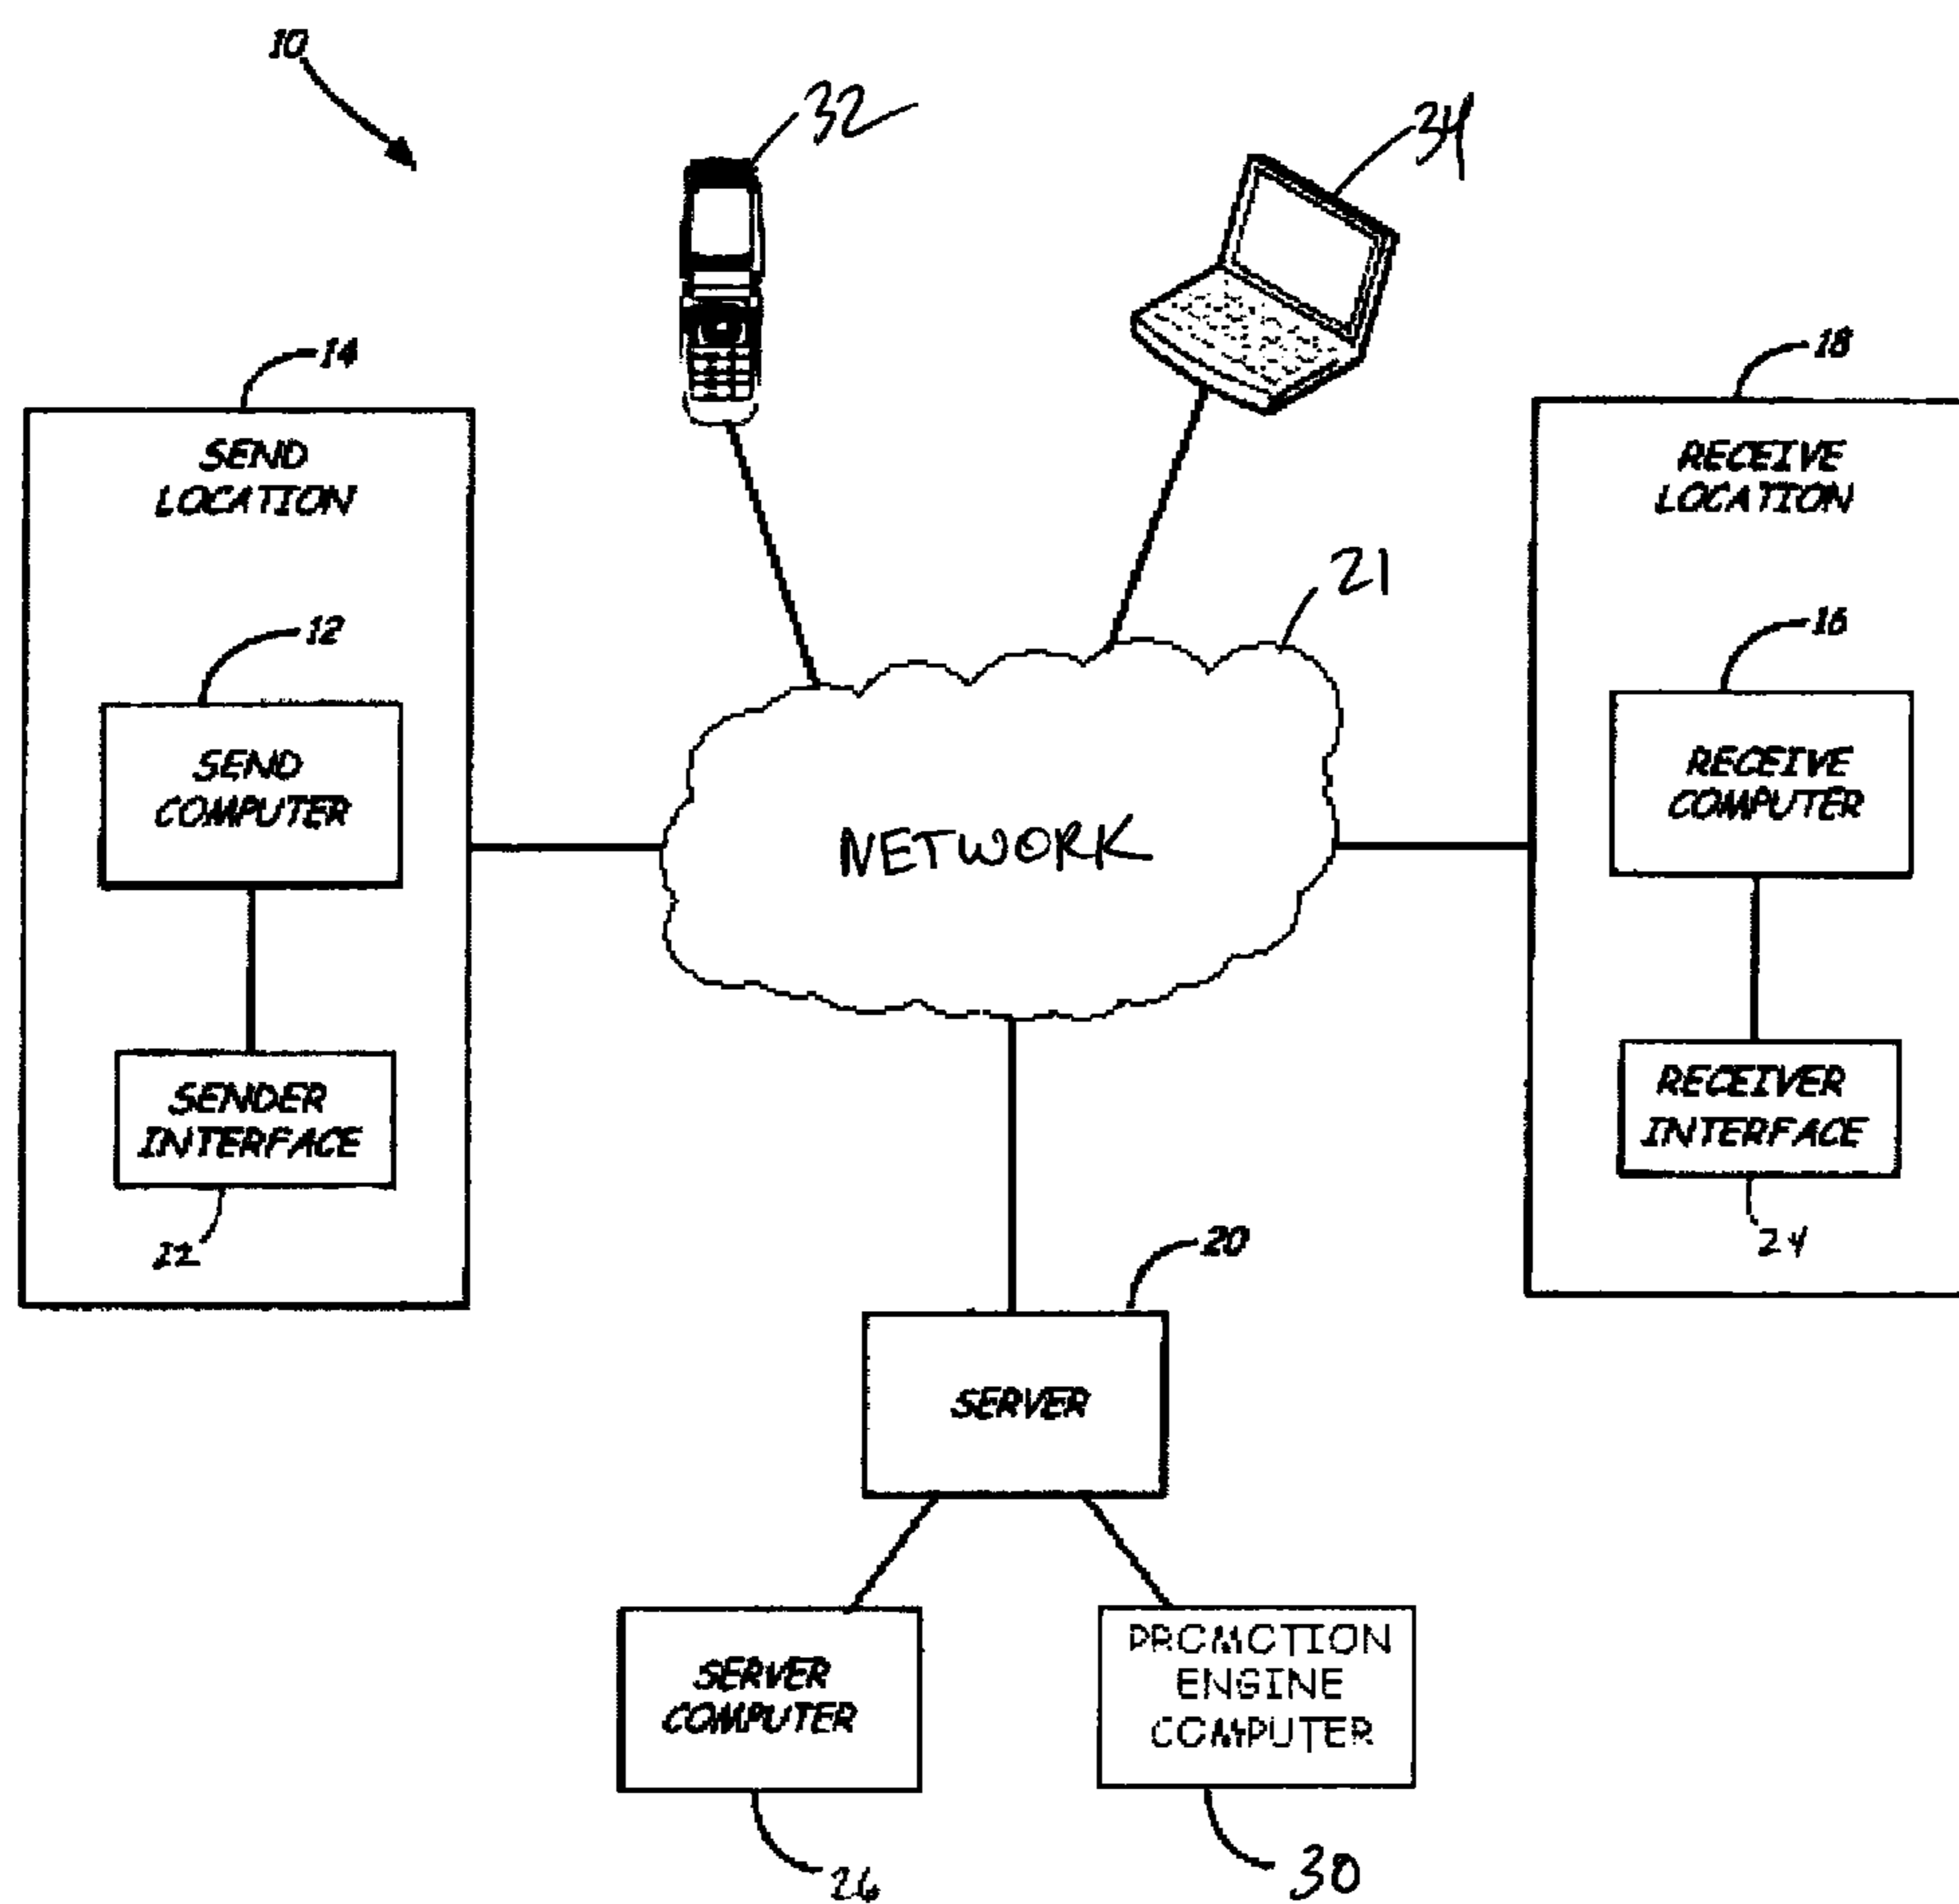 10
32
34
14
18
SEND
LOCATION
RECEIVE
LOCATION
21
12
16
SEND
COMPUTER
RECEIVE
COMPUTER
NETWORK
SENDER
INTERFACE
RECEIVER
INTERFACE
22
24
20
SERVER
SERVER
COMPUTER
PROMOTION
ENGINE
COMPUTER
26
30